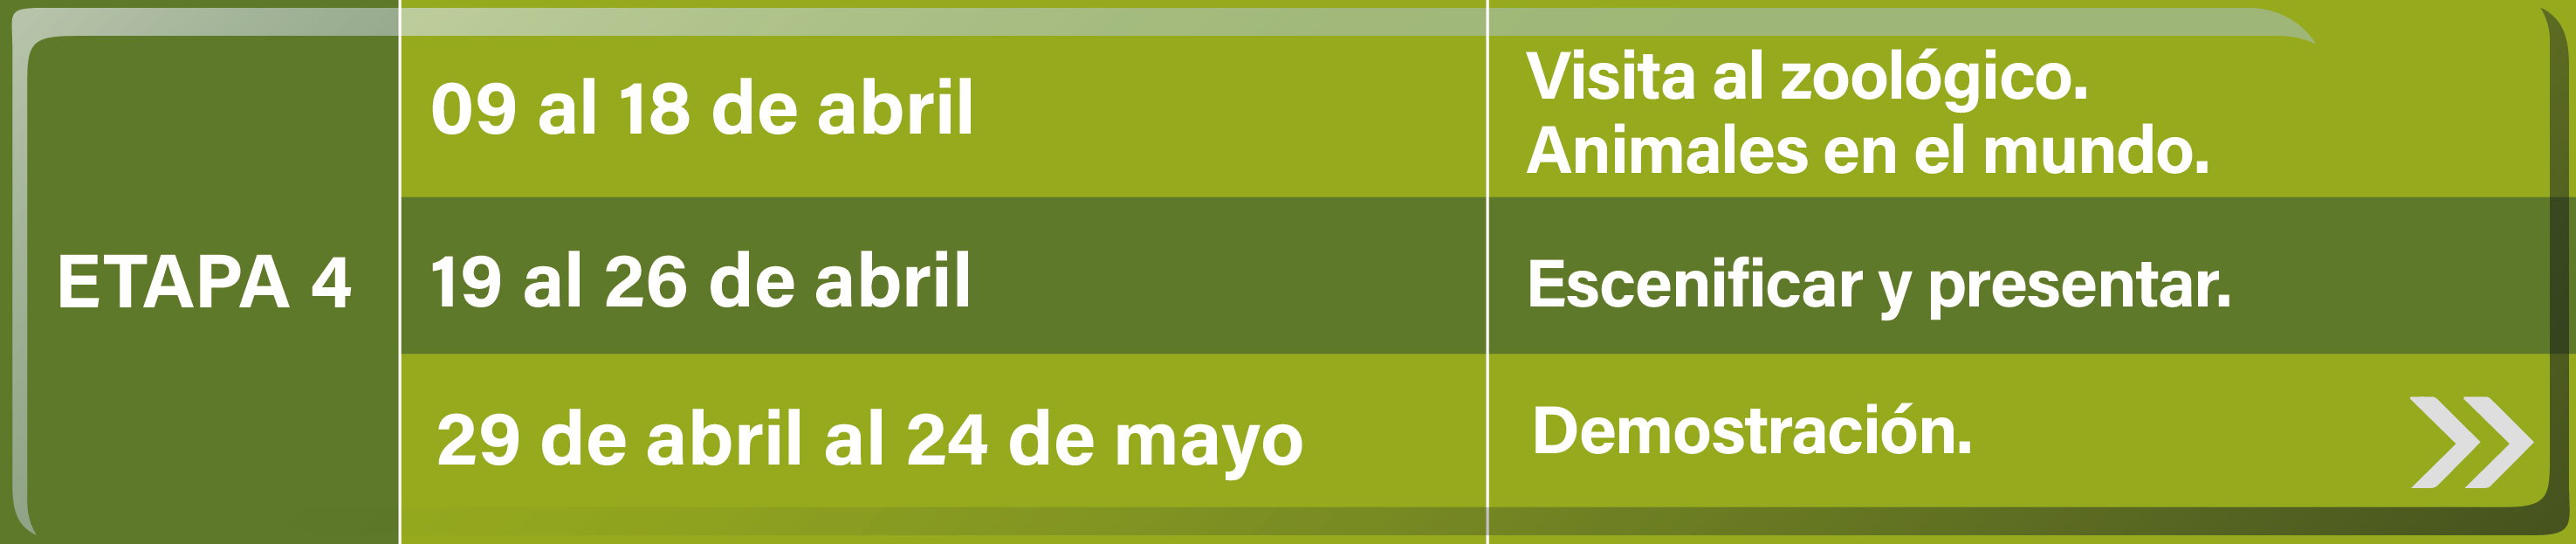 ETAPA 4
09 al 18 de abril
Visita al zoológico.
Animales en el mundo.
19 al 26 de abril
Escenificar y presentar.
29 de abril al 24 de mayo
Demostración.